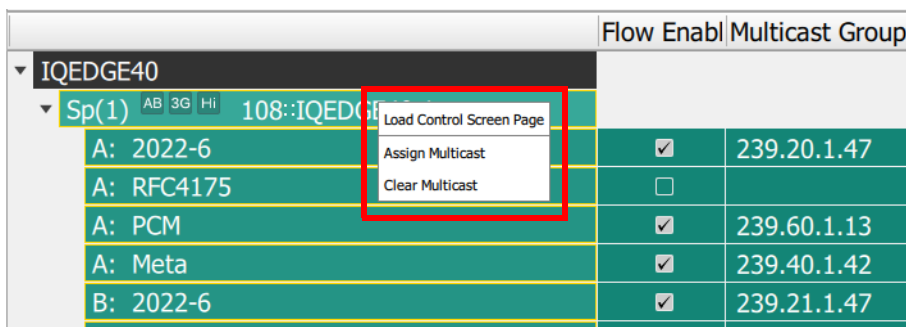 Flow Enabl Multicast Group
IQEDGE40
Sp(1) AB 3G Hi 108::IQEDGE
Load Control Screen Page
Assign Multicast
Clear Multicast
A: 2022-6 239.20.1.47
A: RFC4175
A: PCM 239.60.1.13
A: Meta 239.40.1.42
B: 2022-6 239.21.1.47